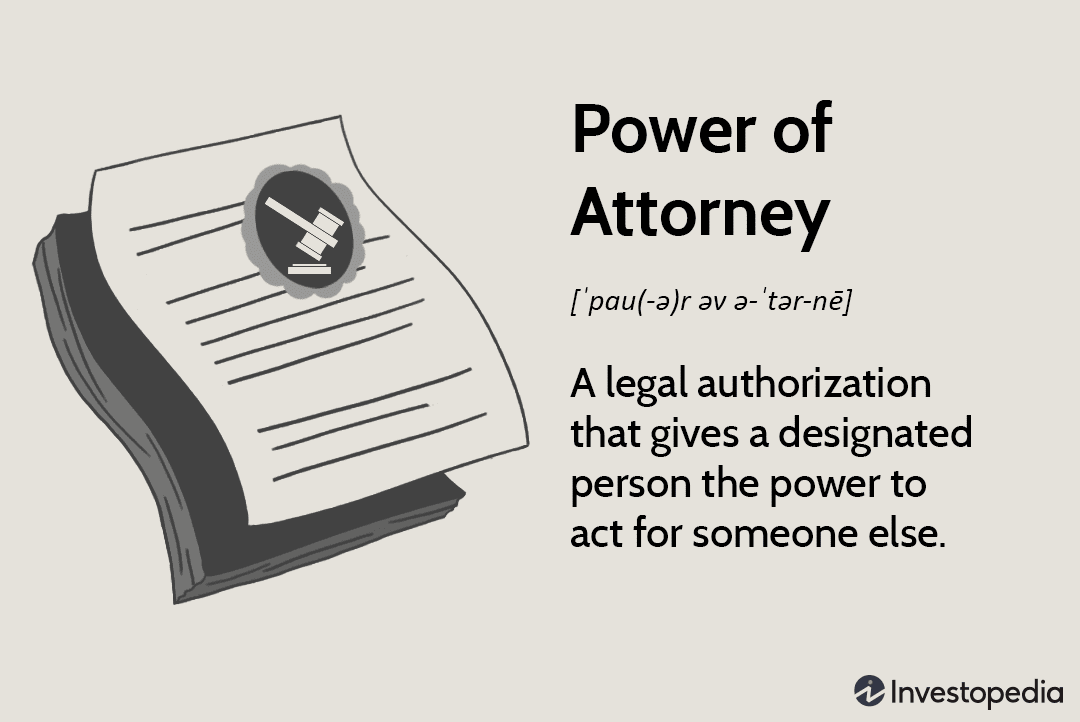 Power of
Attorney
[ˈpau(-ə)r əv ə-ˈtər-nē]
A legal authorization
that gives a designated
person the power to
act for someone else.
Investopedia